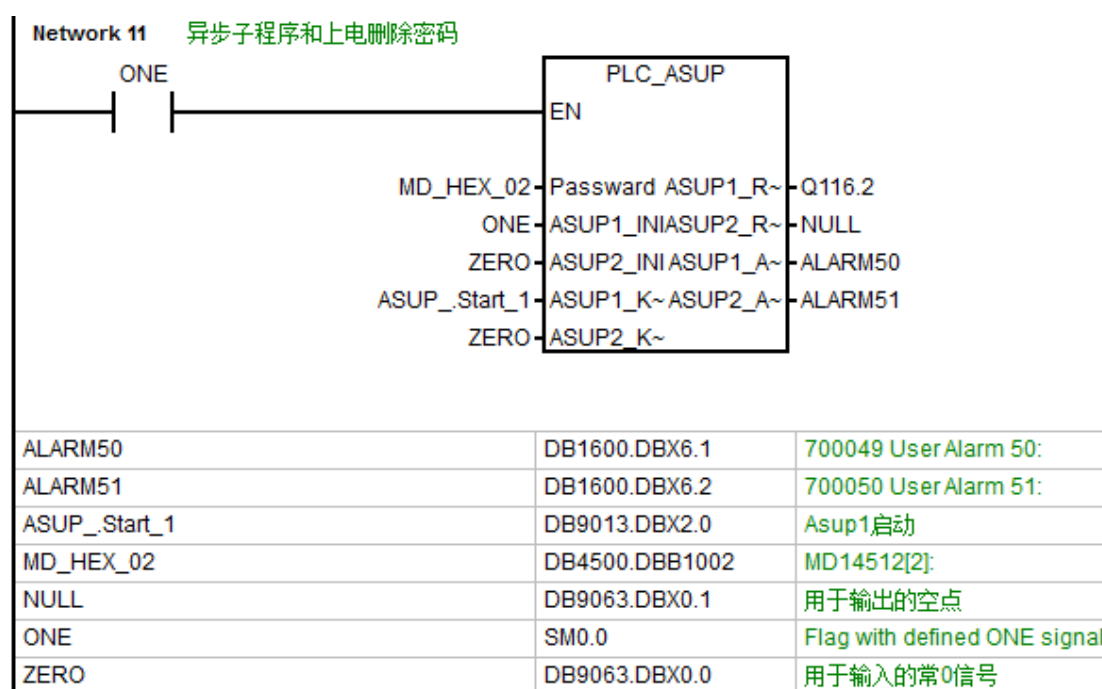 Network 11 异步子程序和上电删除密码
ONE
PLC_ASUP
EN
MD_HEX_02 Passward ASUP1_R~ Q116.2
ONE ASUP1_INI ASUP2_R~ NULL
ZERO ASUP2_INI ASUP1_A~ ALARM50
ASUP_.Start_1 ASUP1_K~ ASUP2_A~ ALARM51
ZERO ASUP2_K~
ALARM50 DB1600.DBX6.1 700049 User Alarm 50:
ALARM51 DB1600.DBX6.2 700050 User Alarm 51:
ASUP_.Start_1 DB9013.DBX2.0 Asup1启动
MD_HEX_02 DB4500.DBB1002 MD14512[2]:
NULL DB9063.DBX0.1 用于输出的空点
ONE SM0.0 Flag with defined ONE signal
ZERO DB9063.DBX0.0 用于输入的常0信号